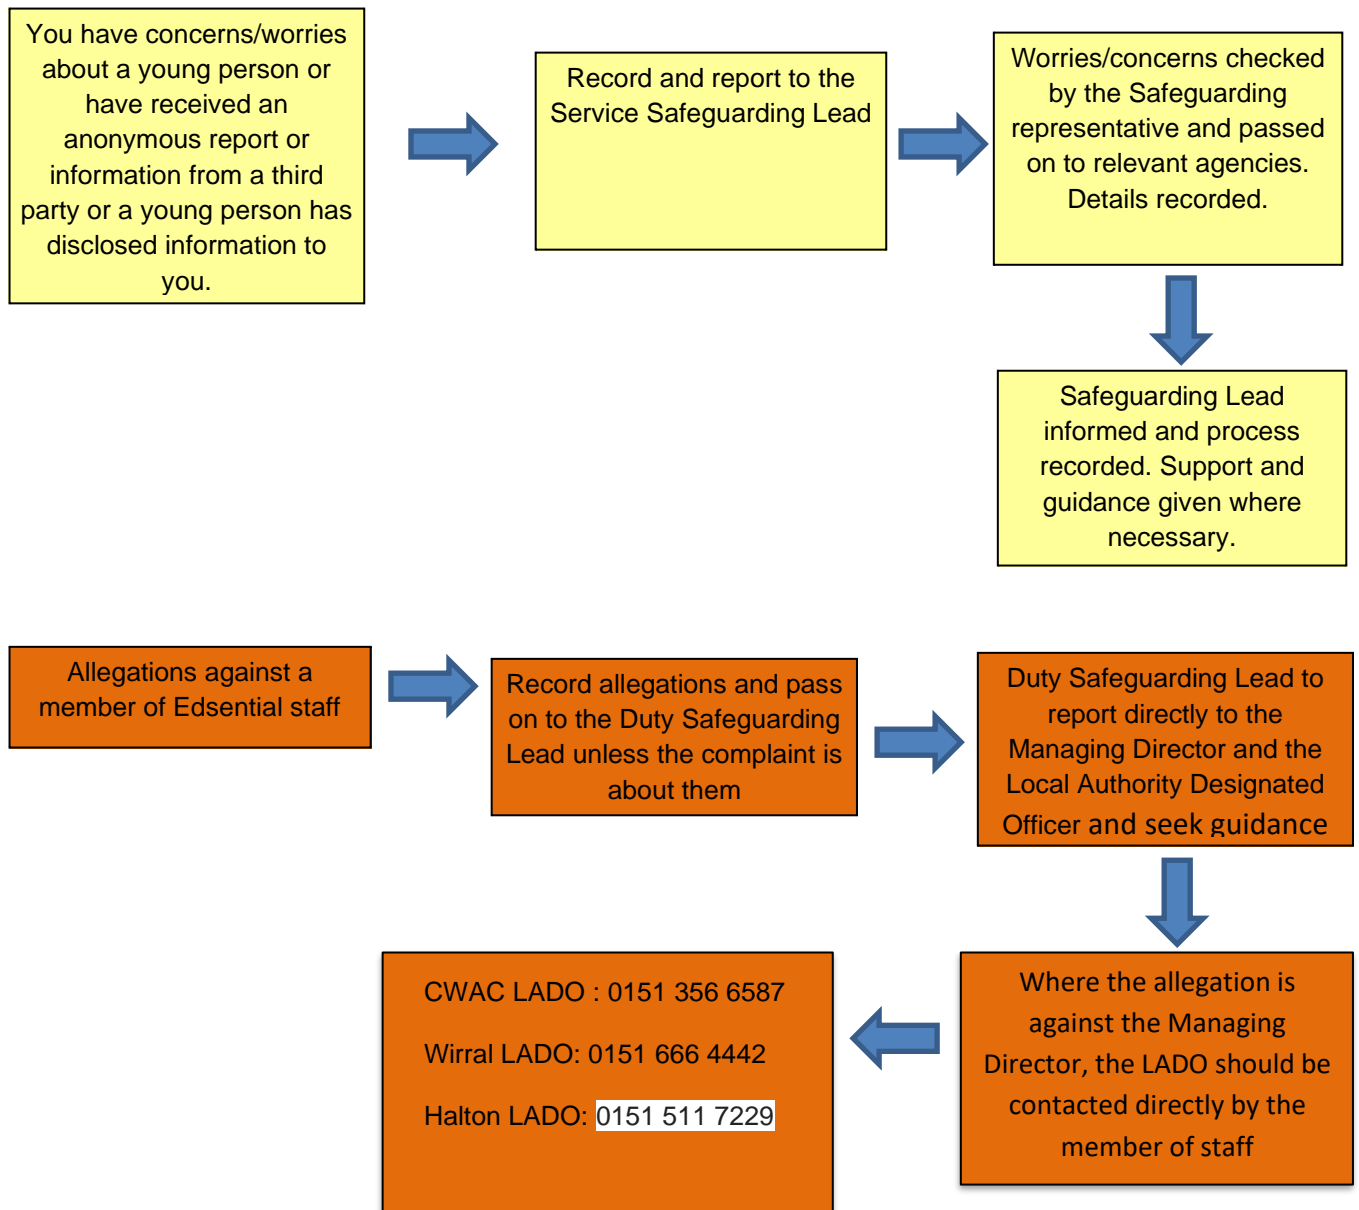 You have concerns/worries
about a young person or
have received an
anonymous report or
information from a third
party or a young person has
disclosed information to
you.
Record and report to the
Service Safeguarding Lead
Worries/concerns checked
by the Safeguarding
representative and passed
on to relevant agencies.
Details recorded.
Safeguarding Lead
informed and process
recorded. Support and
guidance given where
necessary.
Allegations against a
member of Edsential staff
Record allegations and pass
on to the Duty Safeguarding
Lead unless the complaint is
about them
Duty Safeguarding Lead to
report directly to the
Managing Director and the
Local Authority Designated
Officer and seek guidance
Where the allegation is
against the Managing
Director, the LADO should be
contacted directly by the
member of staff
CWAC LADO : 0151 356 6587
Wirral LADO: 0151 666 4442
Halton LADO: 0151 511 7229